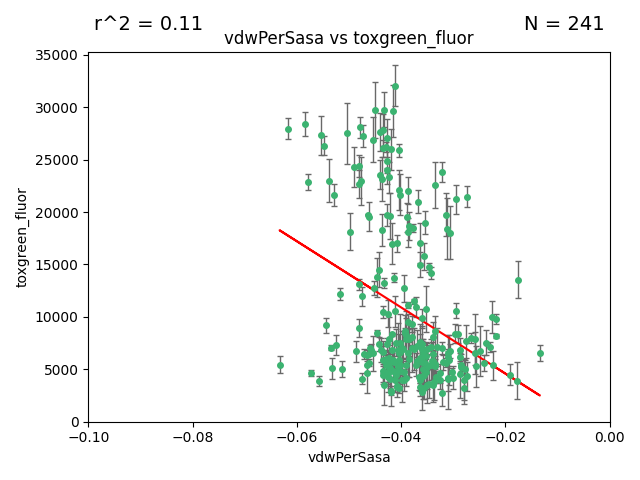 r^2 = 0.11
N = 241
vdwPerSasa vs toxgreen_fluor
toxgreen_fluor
35000
30000
25000
20000
15000
10000
5000
0
−0.10
−0.08
−0.06
−0.04
−0.02
0.00
vdwPerSasa